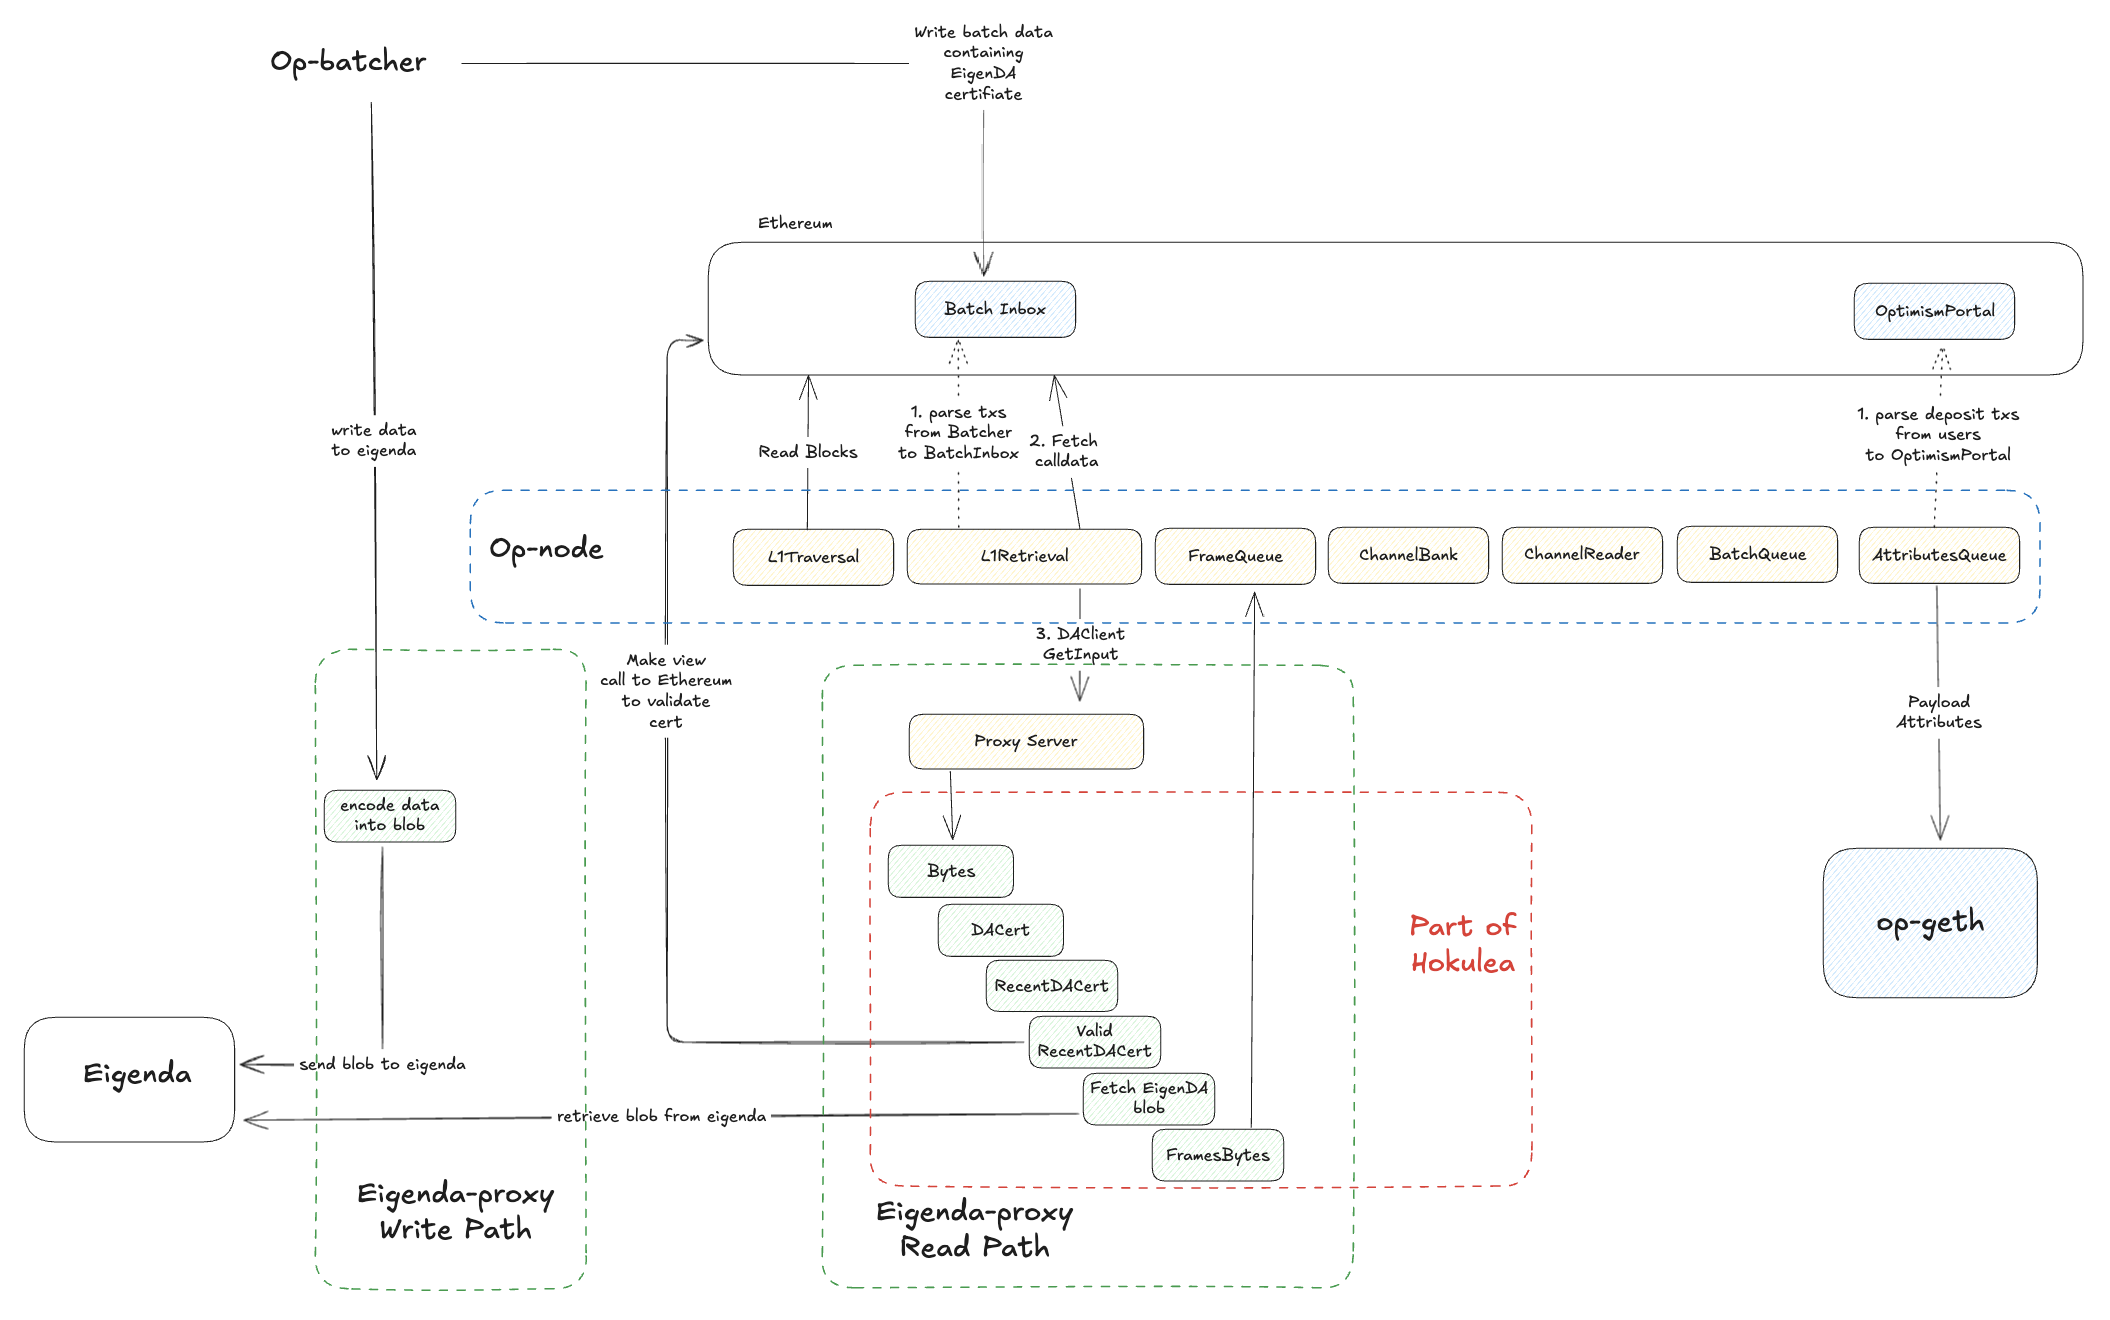 Op-batcher
Write batch data
containing
EigenDA
certifiate
Ethereum
Batch Inbox
OptimismPortal
write data
to eigenda
Read Blocks
1. parse txs
from Batcher
to BatchInbox
2. Fetch
calldata
1. parse deposit txs
from users
to OptimismPortal
Op-node
L1Traversal
L1Retrieval
FrameQueue
ChannelBank
ChannelReader
BatchQueue
AttributesQueue
3. DAClient
GetInput
Make view
call to Ethereum
to validate
cert
Payload
Attributes
Proxy Server
encode data
into blob
Bytes
DACert
RecentDACert
Valid
RecentDACert
Fetch EigenDA
blob
FramesBytes
Part of
Hokulea
op-geth
Eigenda
send blob to eigenda
retrieve blob from eigenda
Eigenda-proxy
Write Path
Eigenda-proxy
Read Path